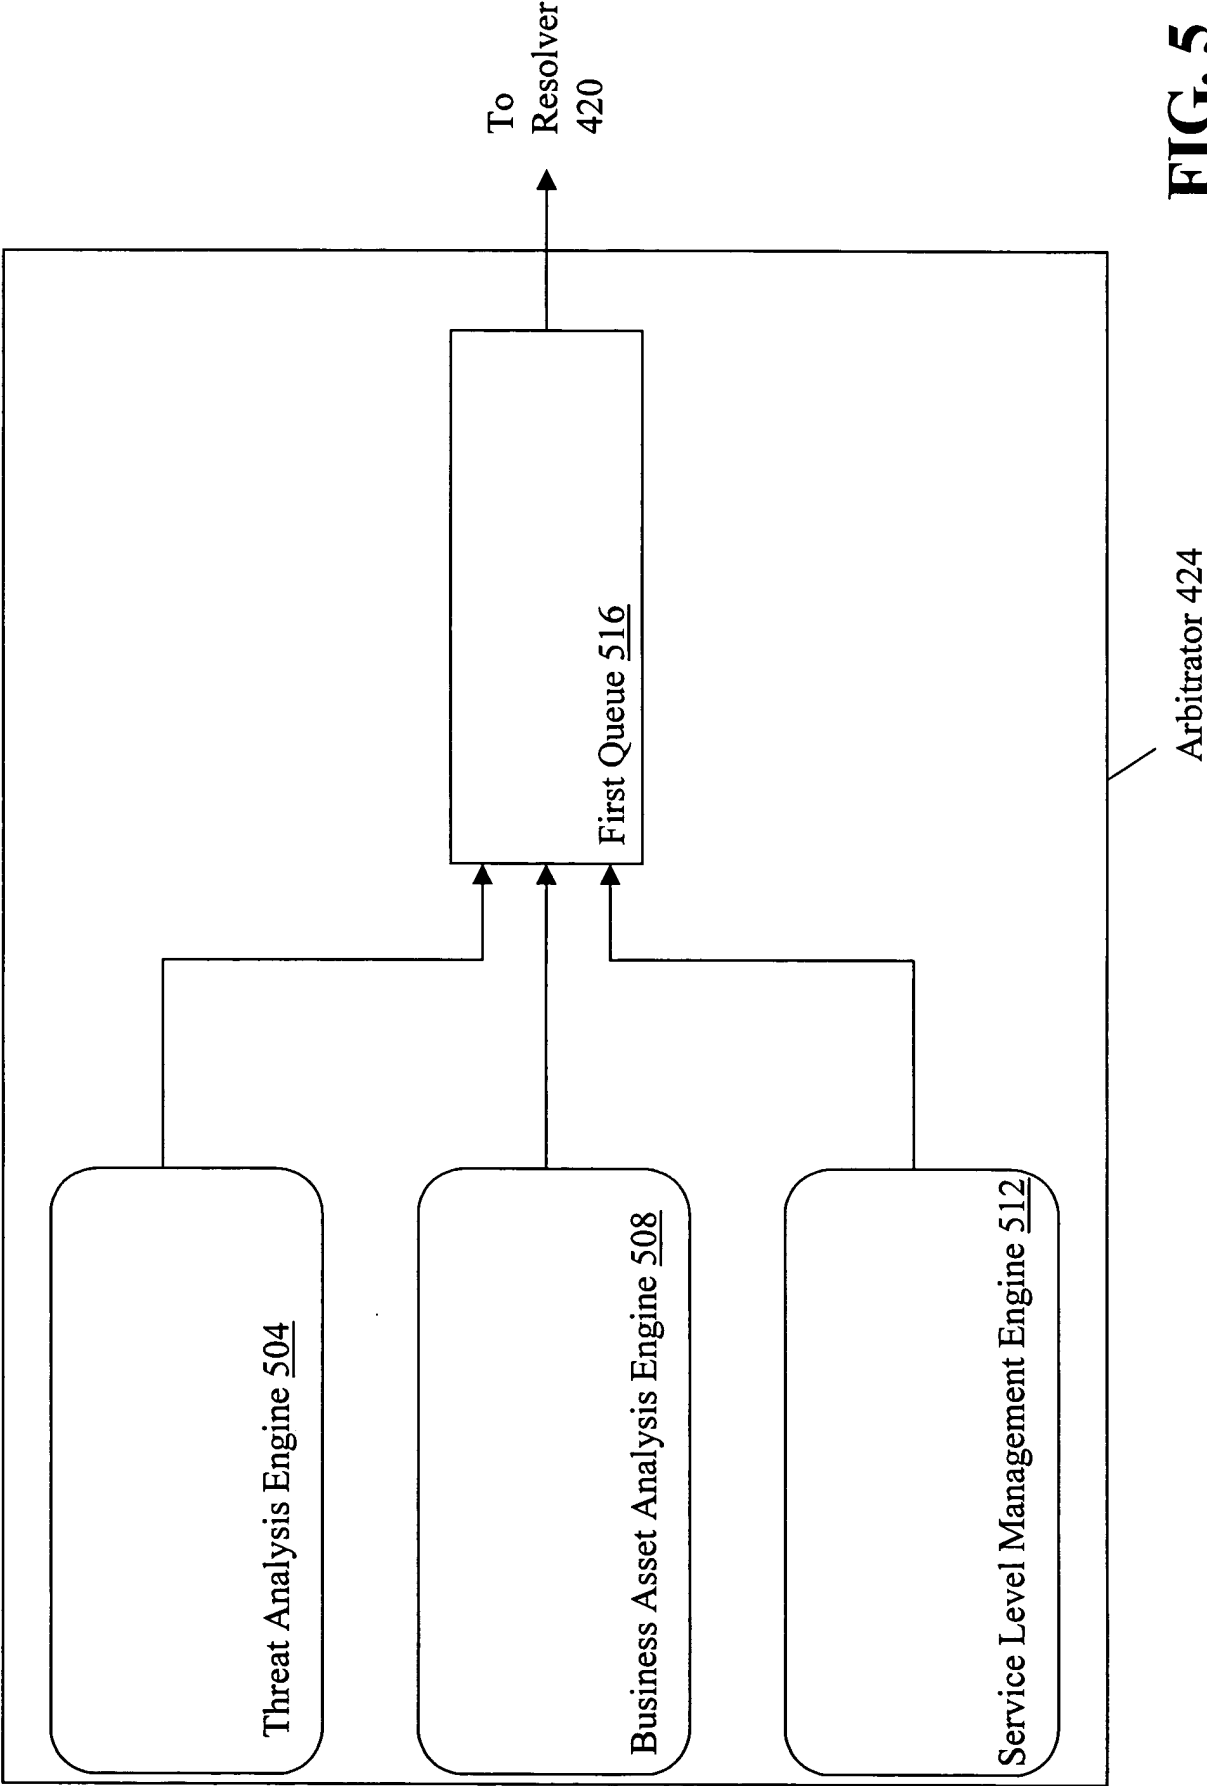 Threat Analysis Engine 504
Business Asset Analysis Engine 508
Service Level Management Engine 512
First Queue 516
To
Resolver
420
Arbitrator 424
FIG. 5